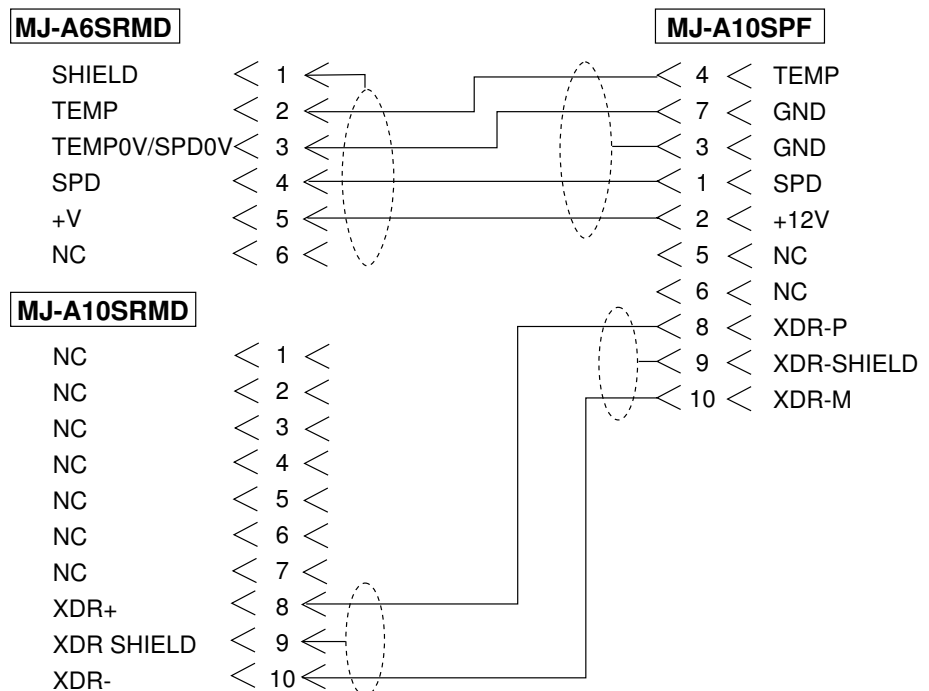 MJ-A6SRMD
SHIELD 1
TEMP 2
TEMP0V/SPD0V 3
SPD 4
+V 5
NC 6
MJ-A10SRMD
NC 1
NC 2
NC 3
NC 4
NC 5
NC 6
NC 7
XDR+ 8
XDR SHIELD 9
XDR- 10
MJ-A10SPF
4 TEMP
7 GND
3 GND
1 SPD
2 +12V
5 NC
6 NC
8 XDR-P
9 XDR-SHIELD
10 XDR-M